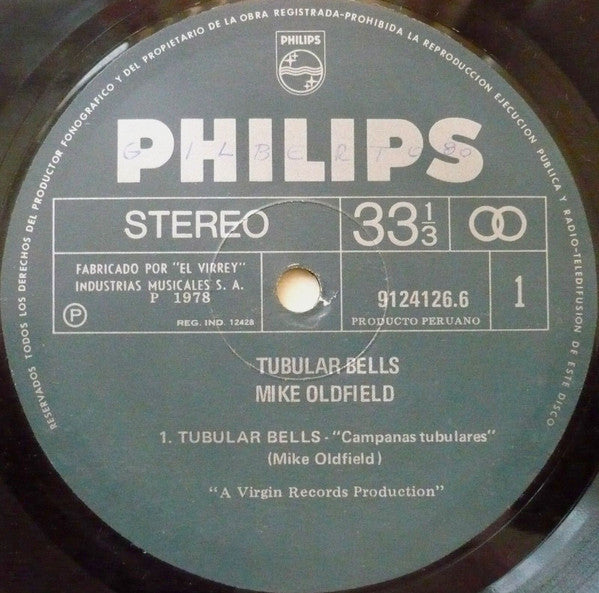 RESERVADOS TODOS LOS DERECHOS DEL PRODUCTOR FONOGRAFICO Y DEL PROPIETARIO DE LA OBRA REGISTRADA-PROHIBIDA LA REPRODUCCION EJECUCION PUBLICA Y RADIO-TELEDIFUSION DE ESTE DISCO
PHILIPS
PHILIPS
GILBERTO 80
STEREO
33⅓
FABRICADO POR "EL VIRREY"
INDUSTRIAS MUSICALES S. A.
P 1978
℗
REG. IND. 12428
9124126.6
PRODUCTO PERUANO
1
TUBULAR BELLS
MIKE OLDFIELD
1. TUBULAR BELLS - "Campanas tubulares"
(Mike Oldfield)
"A Virgin Records Production"